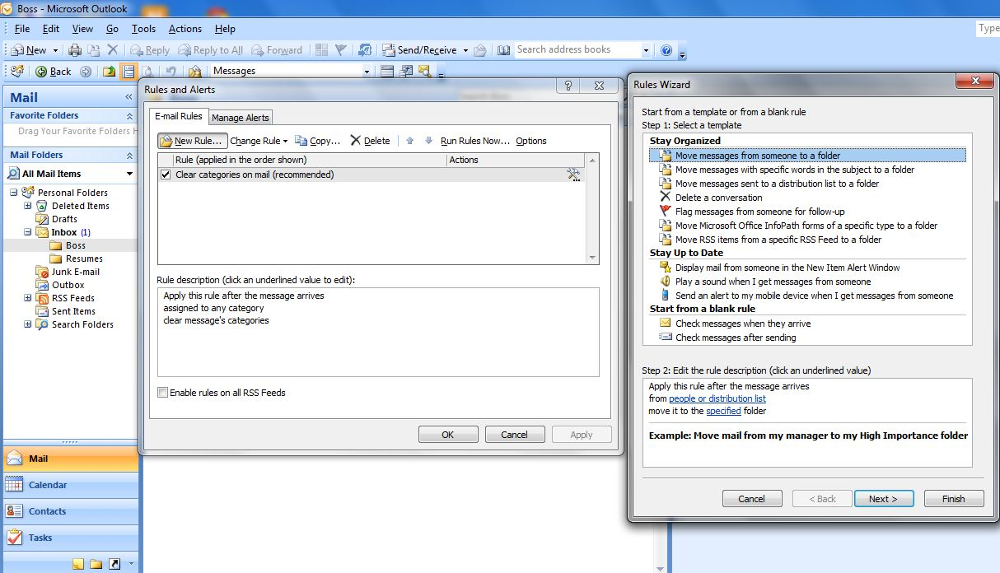 Boss - Microsoft Outlook
File Edit View Go Tools Actions Help
Type
New Reply Reply to All Forward Send/Receive Search address books
Back Messages
Mail
Favorite Folders
Drag Your Favorite Folders H
Mail Folders
All Mail Items
Personal Folders
Deleted Items
Drafts
Inbox (1)
Boss
Resumes
Junk E-mail
Outbox
RSS Feeds
Sent Items
Search Folders
Mail
Calendar
Contacts
Tasks
Rules and Alerts
E-mail Rules Manage Alerts
New Rule... Change Rule Copy... Delete Run Rules Now... Options
Rule (applied in the order shown) Actions
Clear categories on mail (recommended)
Rule description (click an underlined value to edit):
Apply this rule after the message arrives
assigned to any category
clear message's categories
Enable rules on all RSS Feeds
OK Cancel Apply
Rules Wizard
Start from a template or from a blank rule
Step 1: Select a template
Stay Organized
Move messages from someone to a folder
Move messages with specific words in the subject to a folder
Move messages sent to a distribution list to a folder
Delete a conversation
Flag messages from someone for follow-up
Move Microsoft Office InfoPath forms of a specific type to a folder
Move RSS items from a specific RSS Feed to a folder
Stay Up to Date
Display mail from someone in the New Item Alert Window
Play a sound when I get messages from someone
Send an alert to my mobile device when I get messages from someone
Start from a blank rule
Check messages when they arrive
Check messages after sending
Step 2: Edit the rule description (click an underlined value)
Apply this rule after the message arrives
from people or distribution list
move it to the specified folder
Example: Move mail from my manager to my High Importance folder
Cancel < Back Next > Finish